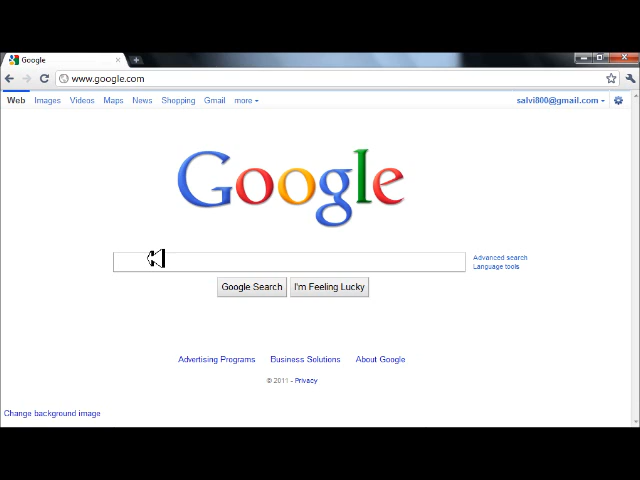 Google
www.google.com
Web Images Videos Maps News Shopping Gmail more
salvi800@gmail.com
Google
Advanced search
Language tools
Google Search I'm Feeling Lucky
Advertising Programs Business Solutions About Google
© 2011 - Privacy
Change background image